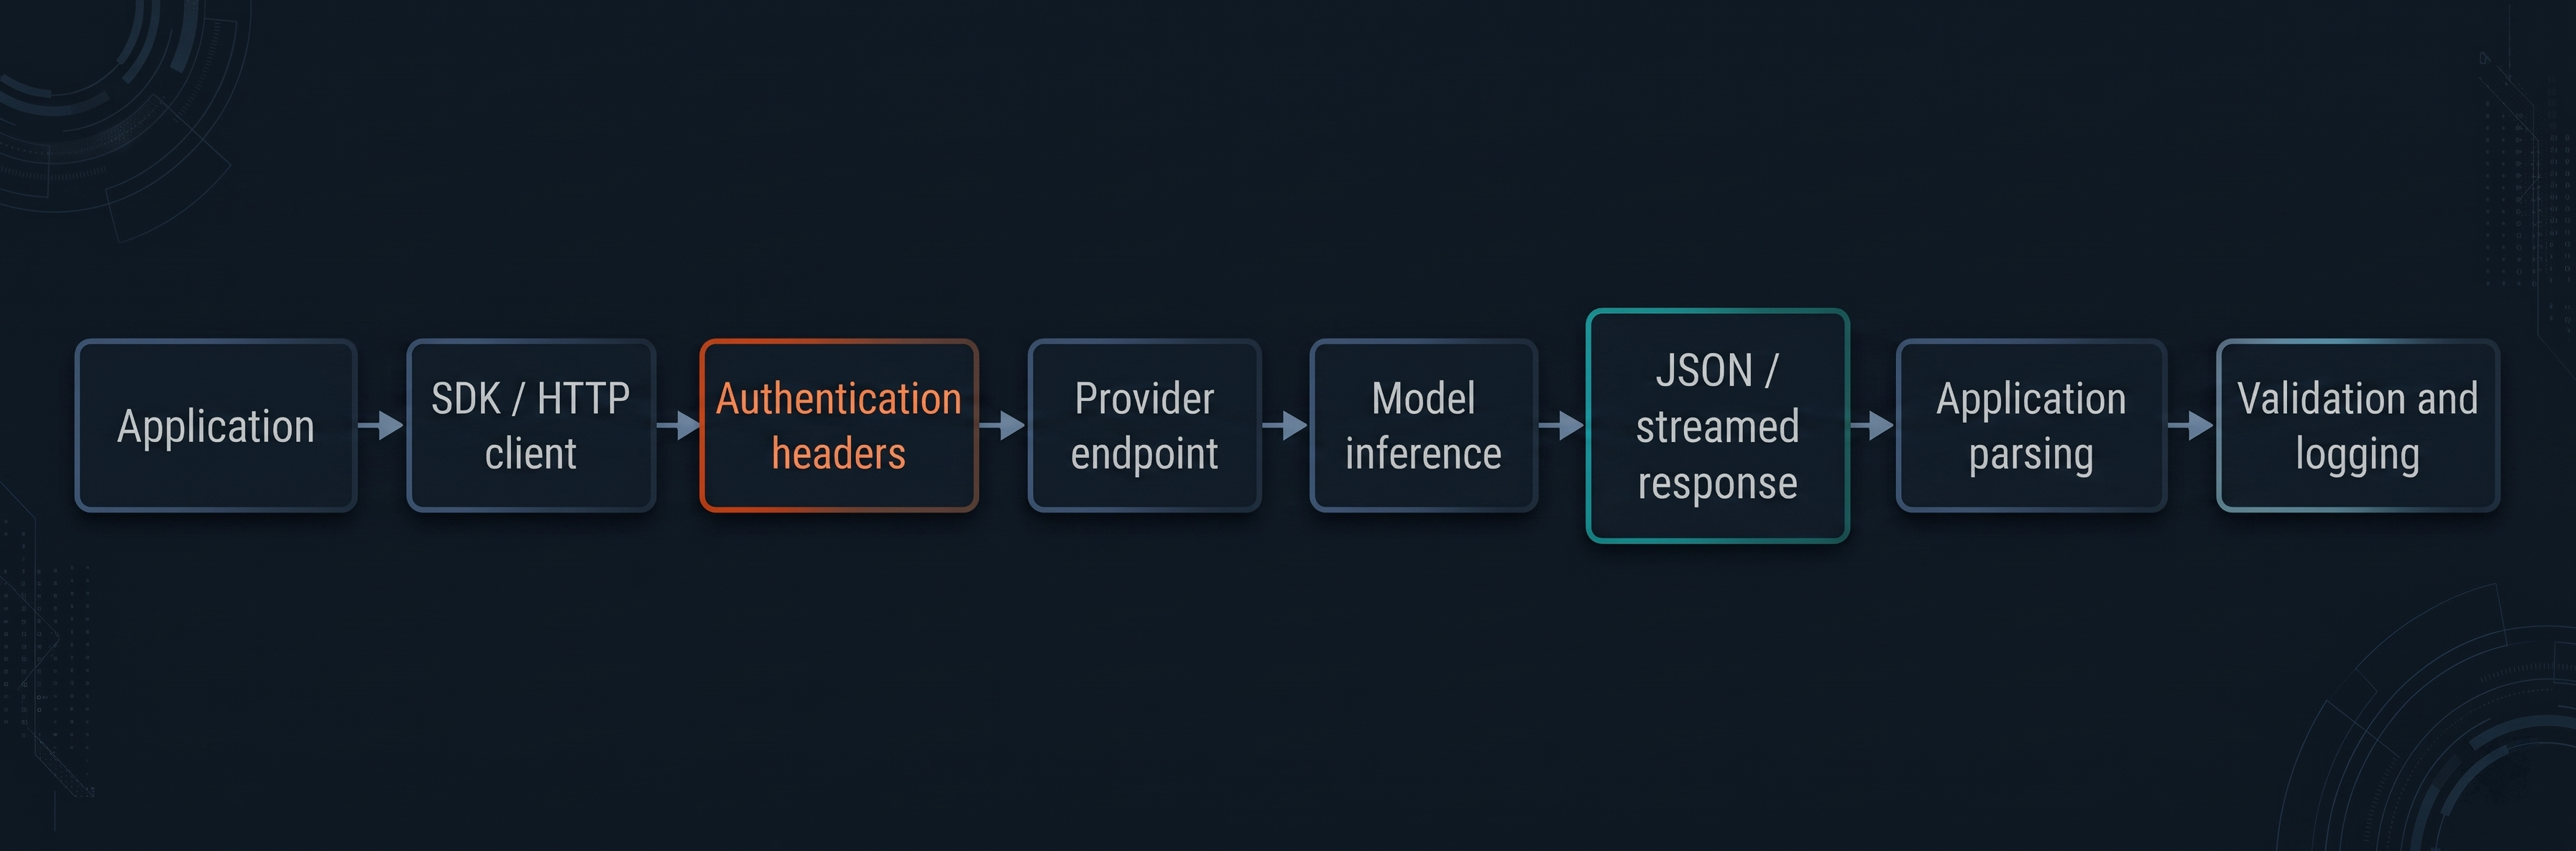 Application
SDK / HTTP
client
Authentication
headers
Provider
endpoint
Model
inference
JSON /
streamed
response
Application
parsing
Validation and
logging